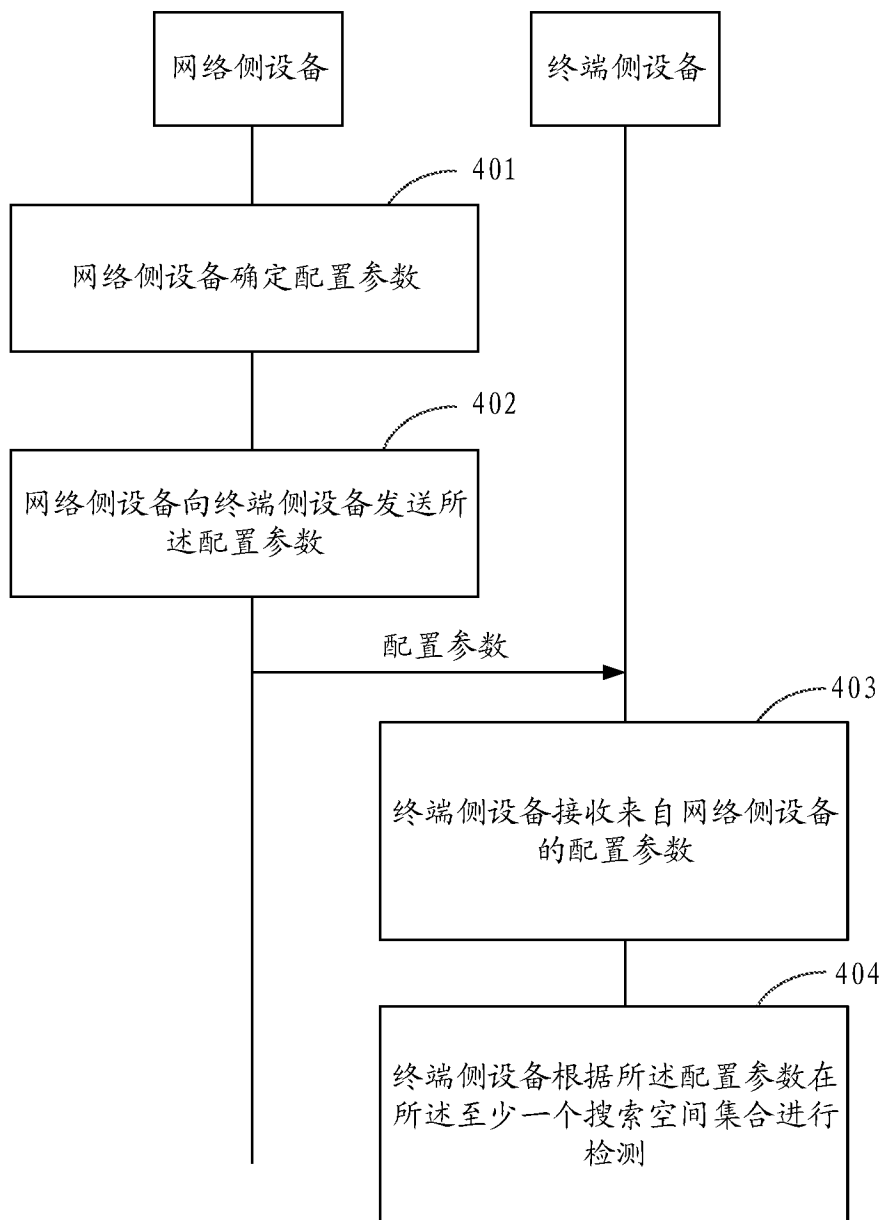 网络侧设备
终端侧设备
401
网络侧设备确定配置参数
402
网络侧设备向终端侧设备发送所
述配置参数
配置参数
403
终端侧设备接收来自网络侧设备
的配置参数
404
终端侧设备根据所述配置参数在
所述至少一个搜索空间集合进行
检测